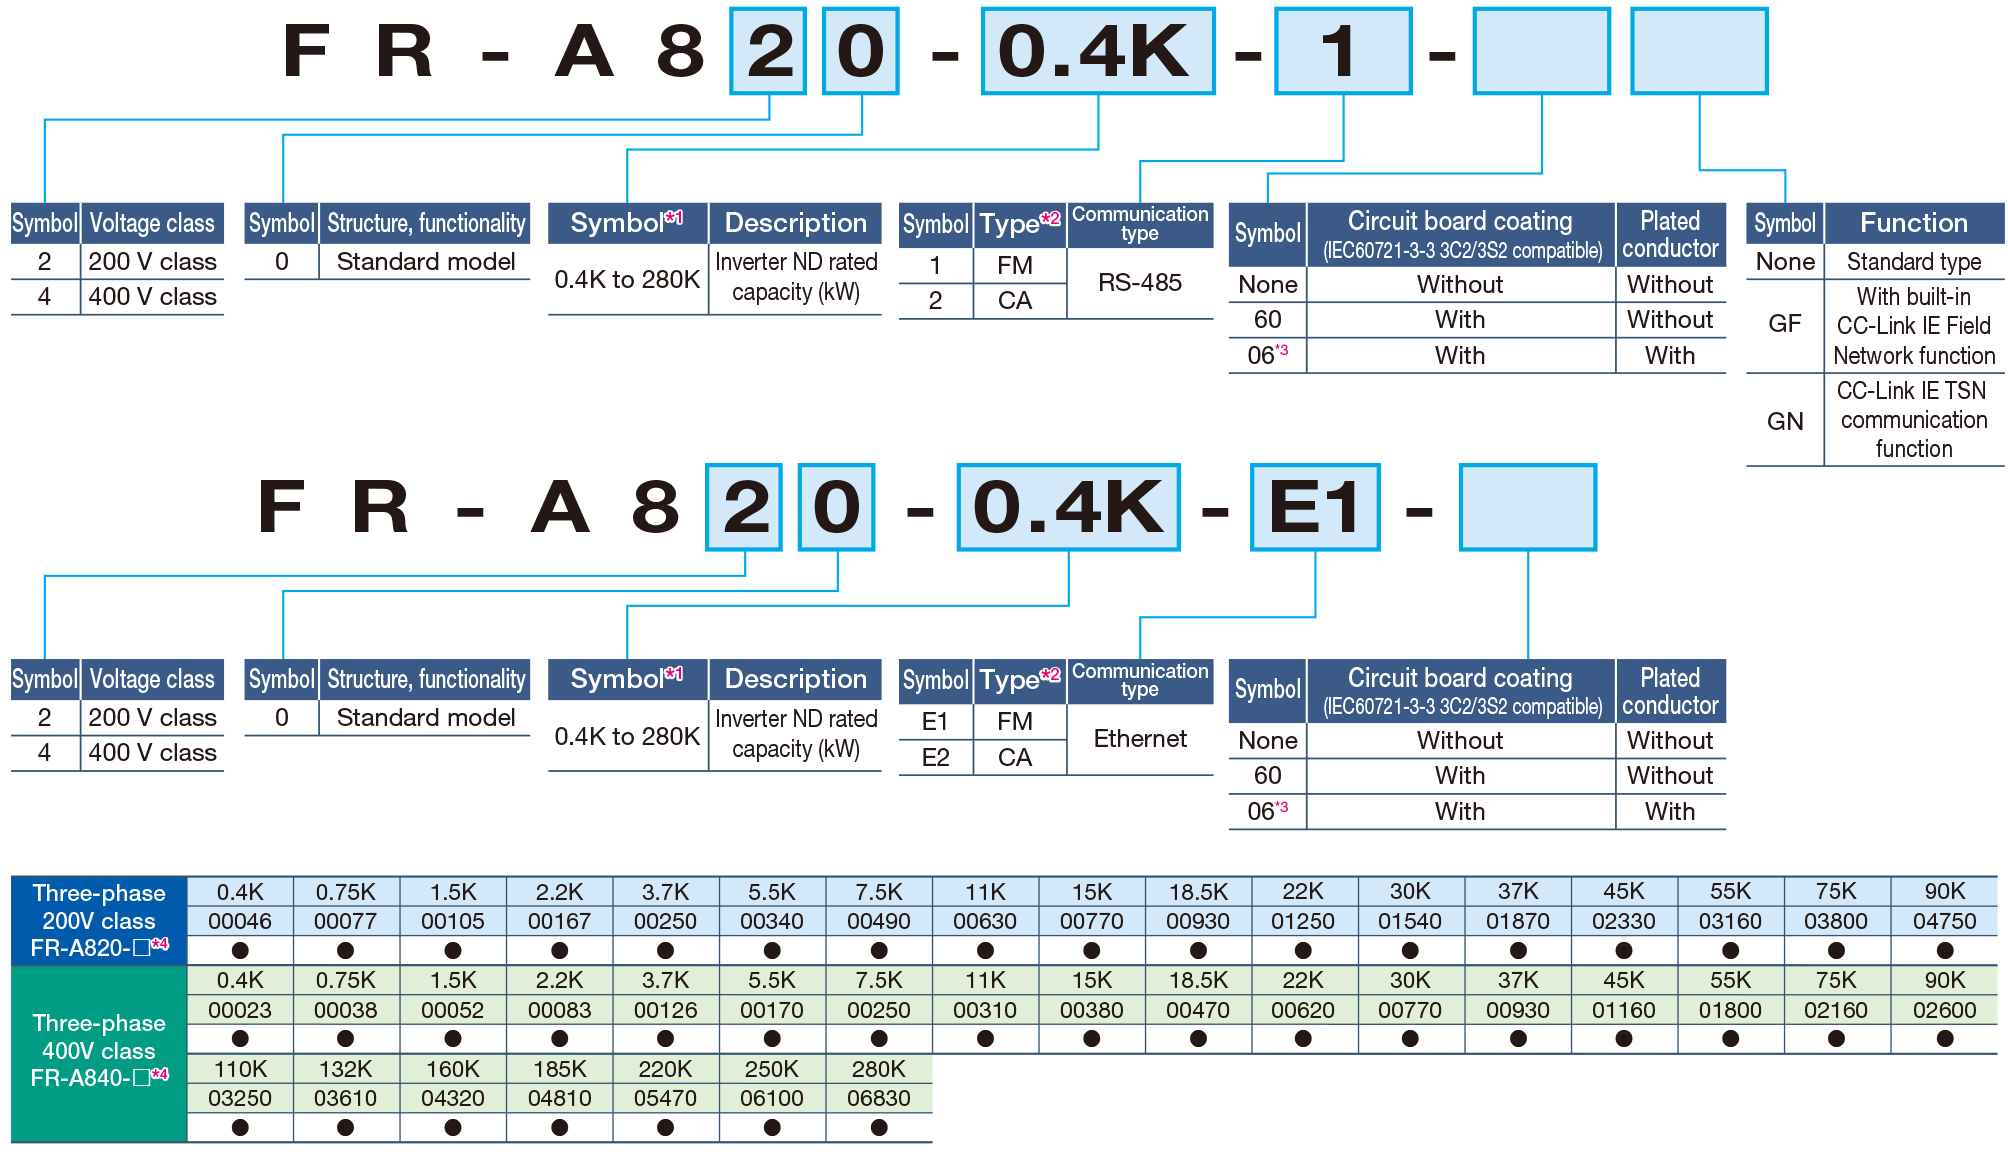 FR-A820-0.4K-1-
Symbol Voltage class
2 200 V class
4 400 V class
Symbol Structure, functionality
0 Standard model
Symbol*1 Description
0.4K to 280K Inverter ND rated
capacity (kW)
Symbol Type*2 Communication
type
1 FM RS-485
2 CA
Symbol Circuit board coating
(IEC60721-3-3 3C2/3S2 compatible) Plated
conductor
None Without Without
60 With Without
06*3 With With
Symbol Function
None Standard type
GF With built-in
CC-Link IE Field
Network function
GN CC-Link IE TSN
communication
function
FR-A820-0.4K-E1-
Symbol Voltage class
2 200 V class
4 400 V class
Symbol Structure, functionality
0 Standard model
Symbol*1 Description
0.4K to 280K Inverter ND rated
capacity (kW)
Symbol Type*2 Communication
type
E1 FM Ethernet
E2 CA
Symbol Circuit board coating
(IEC60721-3-3 3C2/3S2 compatible) Plated
conductor
None Without Without
60 With Without
06*3 With With
Three-phase
200V class
FR-A820-□*4
0.4K 0.75K 1.5K 2.2K 3.7K 5.5K 7.5K 11K 15K 18.5K 22K 30K 37K 45K 55K 75K 90K
00046 00077 00105 00167 00250 00340 00490 00630 00770 00930 01250 01540 01870 02330 03160 03800 04750
● ● ● ● ● ● ● ● ● ● ● ● ● ● ● ● ●
Three-phase
400V class
FR-A840-□*4
0.4K 0.75K 1.5K 2.2K 3.7K 5.5K 7.5K 11K 15K 18.5K 22K 30K 37K 45K 55K 75K 90K
00023 00038 00052 00083 00126 00170 00250 00310 00380 00470 00620 00770 00930 01160 01800 02160 02600
● ● ● ● ● ● ● ● ● ● ● ● ● ● ● ● ●
110K 132K 160K 185K 220K 250K 280K
03250 03610 04320 04810 05470 06100 06830
● ● ● ● ● ● ●